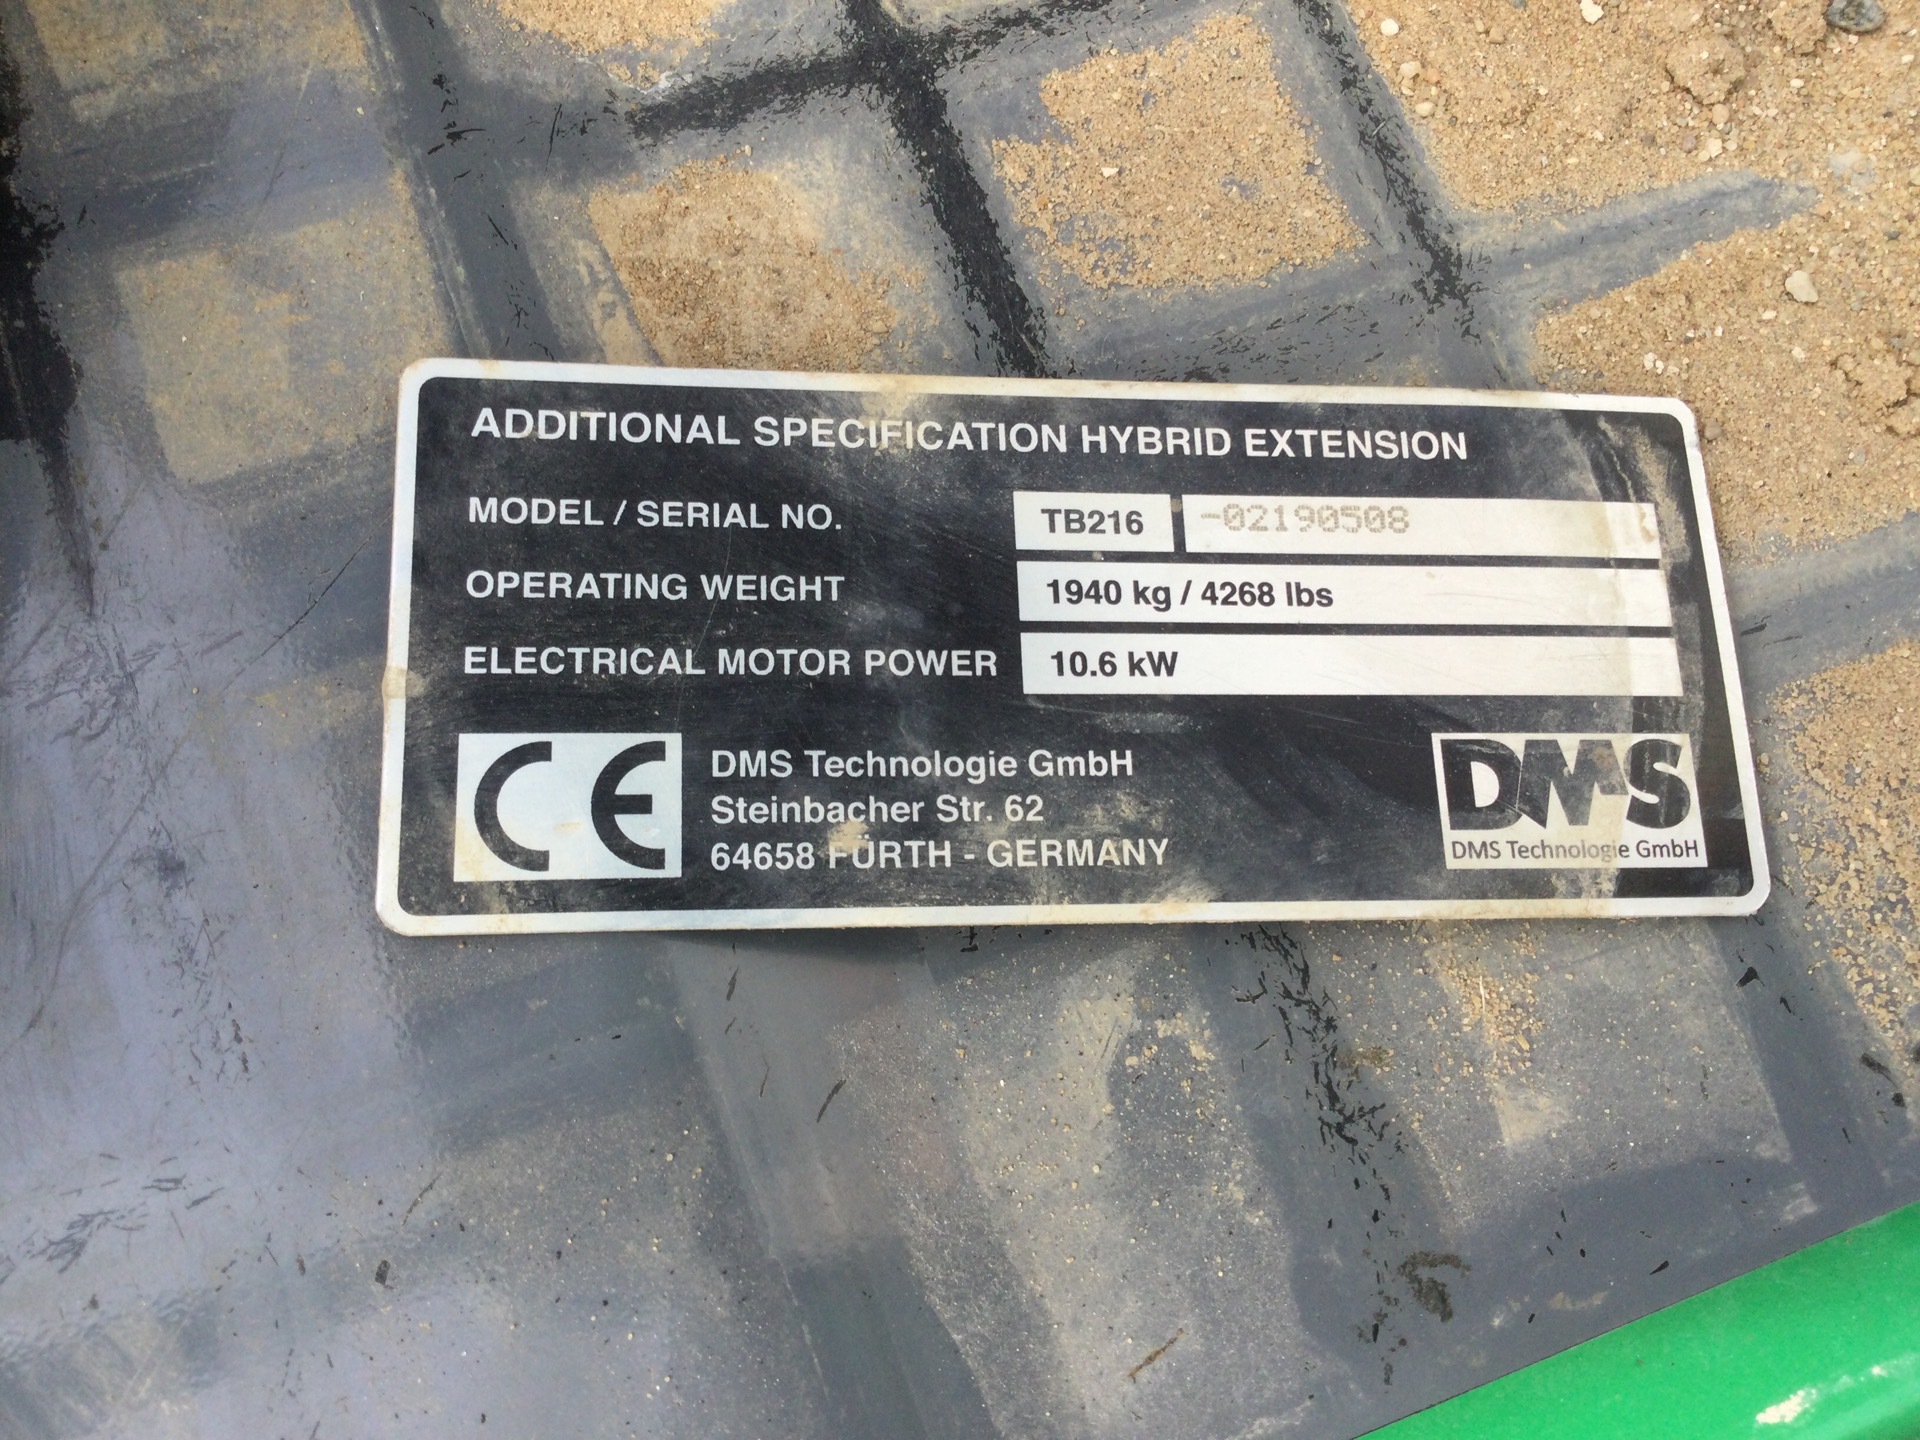 ADDITIONAL SPECIFICATION HYBRID EXTENSION
MODEL / SERIAL NO. TB216 -02190508
OPERATING WEIGHT 1940 kg / 4268 lbs
ELECTRICAL MOTOR POWER 10.6 kW
CE
DMS Technologie GmbH
Steinbacher Str. 62
64658 FÜRTH - GERMANY
DMS
DMS Technologie GmbH